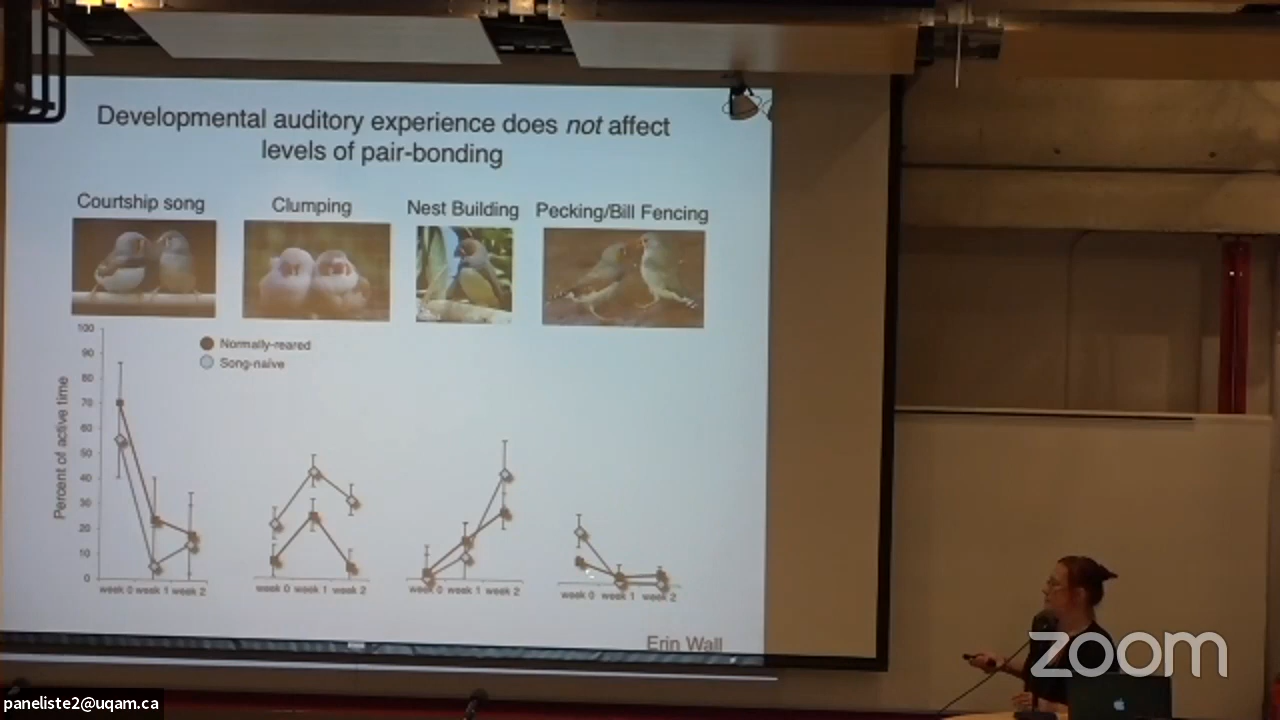 Developmental auditory experience does not affect
levels of pair-bonding
Courtship song
Clumping
Nest Building
Pecking/Bill Fencing
Normally-reared
Song-naïve
Percent of active time
100
90
80
70
60
50
40
30
20
10
0
week 0 week 1 week 2
week 0 week 1 week 2
week 0 week 1 week 2
week 0 week 1 week 2
Erin Wall
zoom
paneliste2@uqam.ca